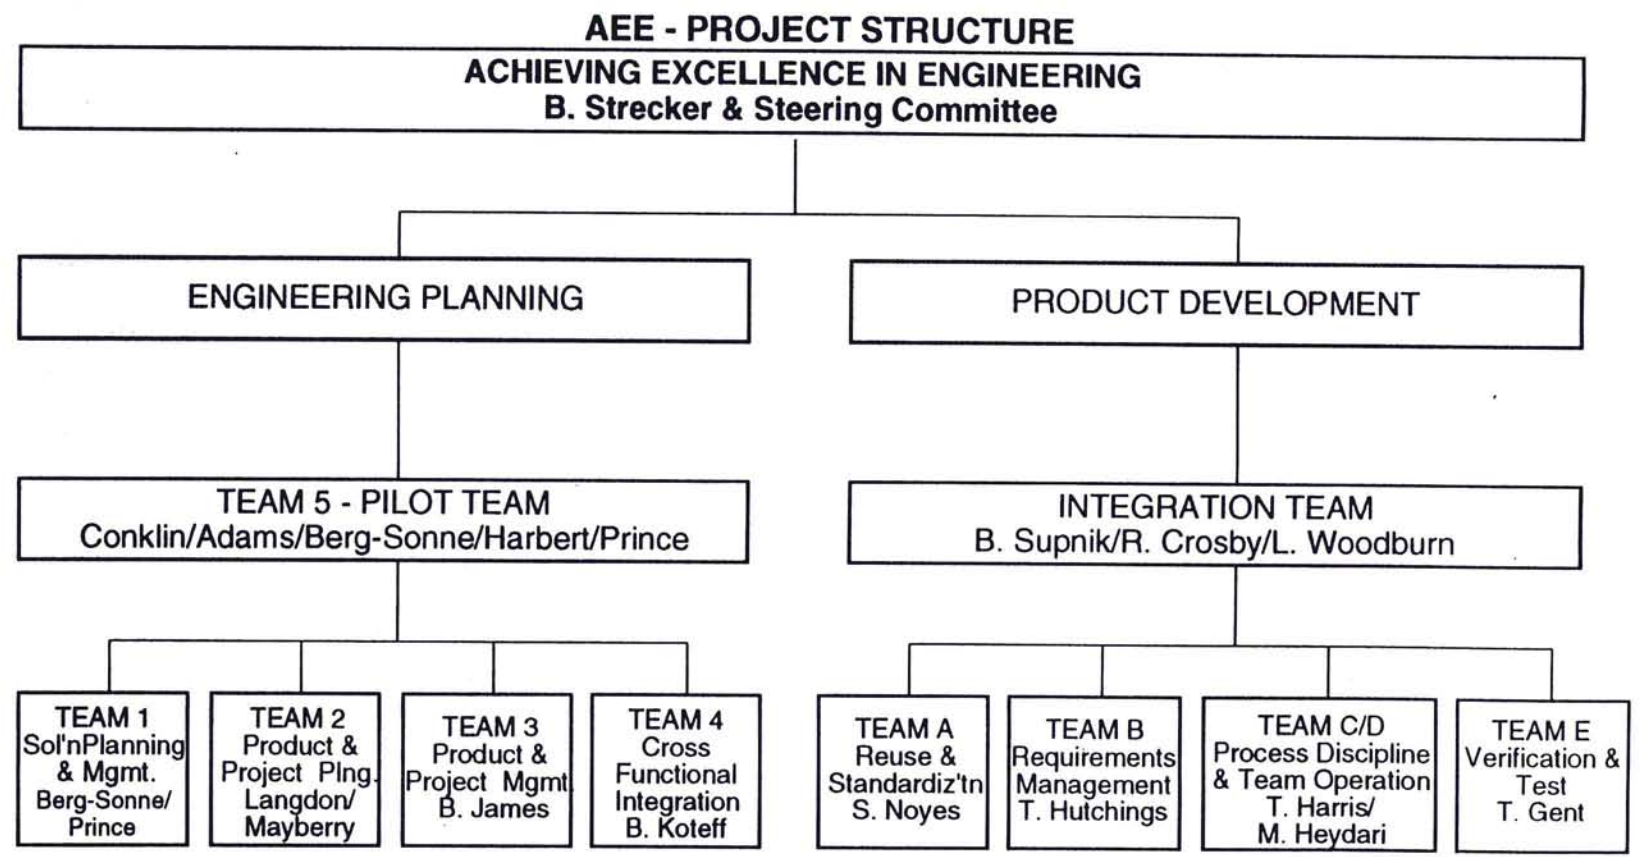 AEE - PROJECT STRUCTURE
ACHIEVING EXCELLENCE IN ENGINEERING
B. Strecker & Steering Committee
ENGINEERING PLANNING
PRODUCT DEVELOPMENT
TEAM 5 - PILOT TEAM
Conklin/Adams/Berg-Sonne/Harbert/Prince
INTEGRATION TEAM
B. Supnik/R. Crosby/L. Woodburn
TEAM 1
Sol'nPlanning
& Mgmt.
Berg-Sonne/
Prince
TEAM 2
Product &
Project Plng.
Langdon/
Mayberry
TEAM 3
Product &
Project Mgmt
B. James
TEAM 4
Cross
Functional
Integration
B. Koteff
TEAM A
Reuse &
Standardiz'tn
S. Noyes
TEAM B
Requirements
Management
T. Hutchings
TEAM C/D
Process Discipline
& Team Operation
T. Harris/
M. Heydari
TEAM E
Verification &
Test
T. Gent